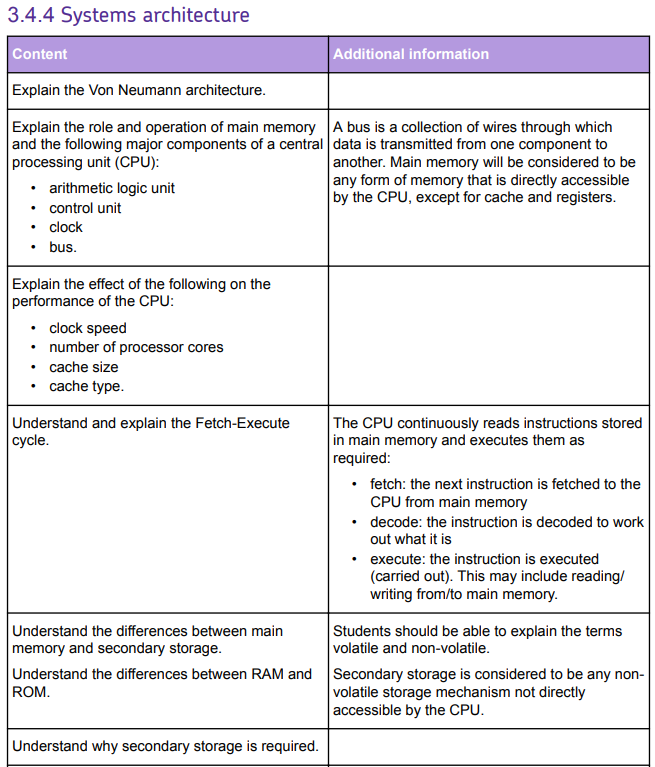 3.4.4 Systems architecture
Content
Additional information
Explain the Von Neumann architecture.
Explain the role and operation of main memory
and the following major components of a central
processing unit (CPU):
• arithmetic logic unit
• control unit
• clock
• bus.
A bus is a collection of wires through which
data is transmitted from one component to
another. Main memory will be considered to be
any form of memory that is directly accessible
by the CPU, except for cache and registers.
Explain the effect of the following on the
performance of the CPU:
• clock speed
• number of processor cores
• cache size
• cache type.
Understand and explain the Fetch-Execute
cycle.
The CPU continuously reads instructions stored
in main memory and executes them as
required:
• fetch: the next instruction is fetched to the
CPU from main memory
• decode: the instruction is decoded to work
out what it is
• execute: the instruction is executed
(carried out). This may include reading/
writing from/to main memory.
Understand the differences between main
memory and secondary storage.
Understand the differences between RAM and
ROM.
Students should be able to explain the terms
volatile and non-volatile.
Secondary storage is considered to be any non-
volatile storage mechanism not directly
accessible by the CPU.
Understand why secondary storage is required.